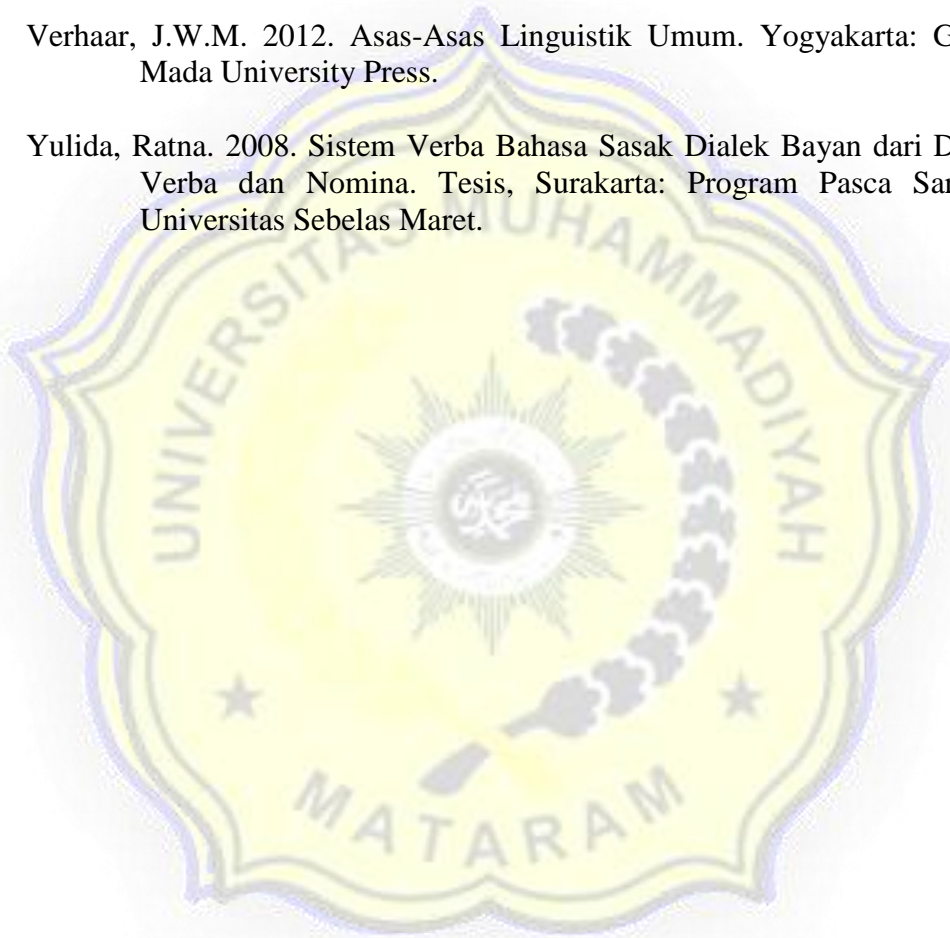 Verhaar, J.W.M. 2012. Asas-Asas Linguistik Umum. Yogyakarta: G
Mada University Press.
Yulida, Ratna. 2008. Sistem Verba Bahasa Sasak Dialek Bayan dari D
Verba dan Nomina. Tesis, Surakarta: Program Pasca Sar
Universitas Sebelas Maret.
UNIVERSITAS MUHAMMADIYAH
MATARAM